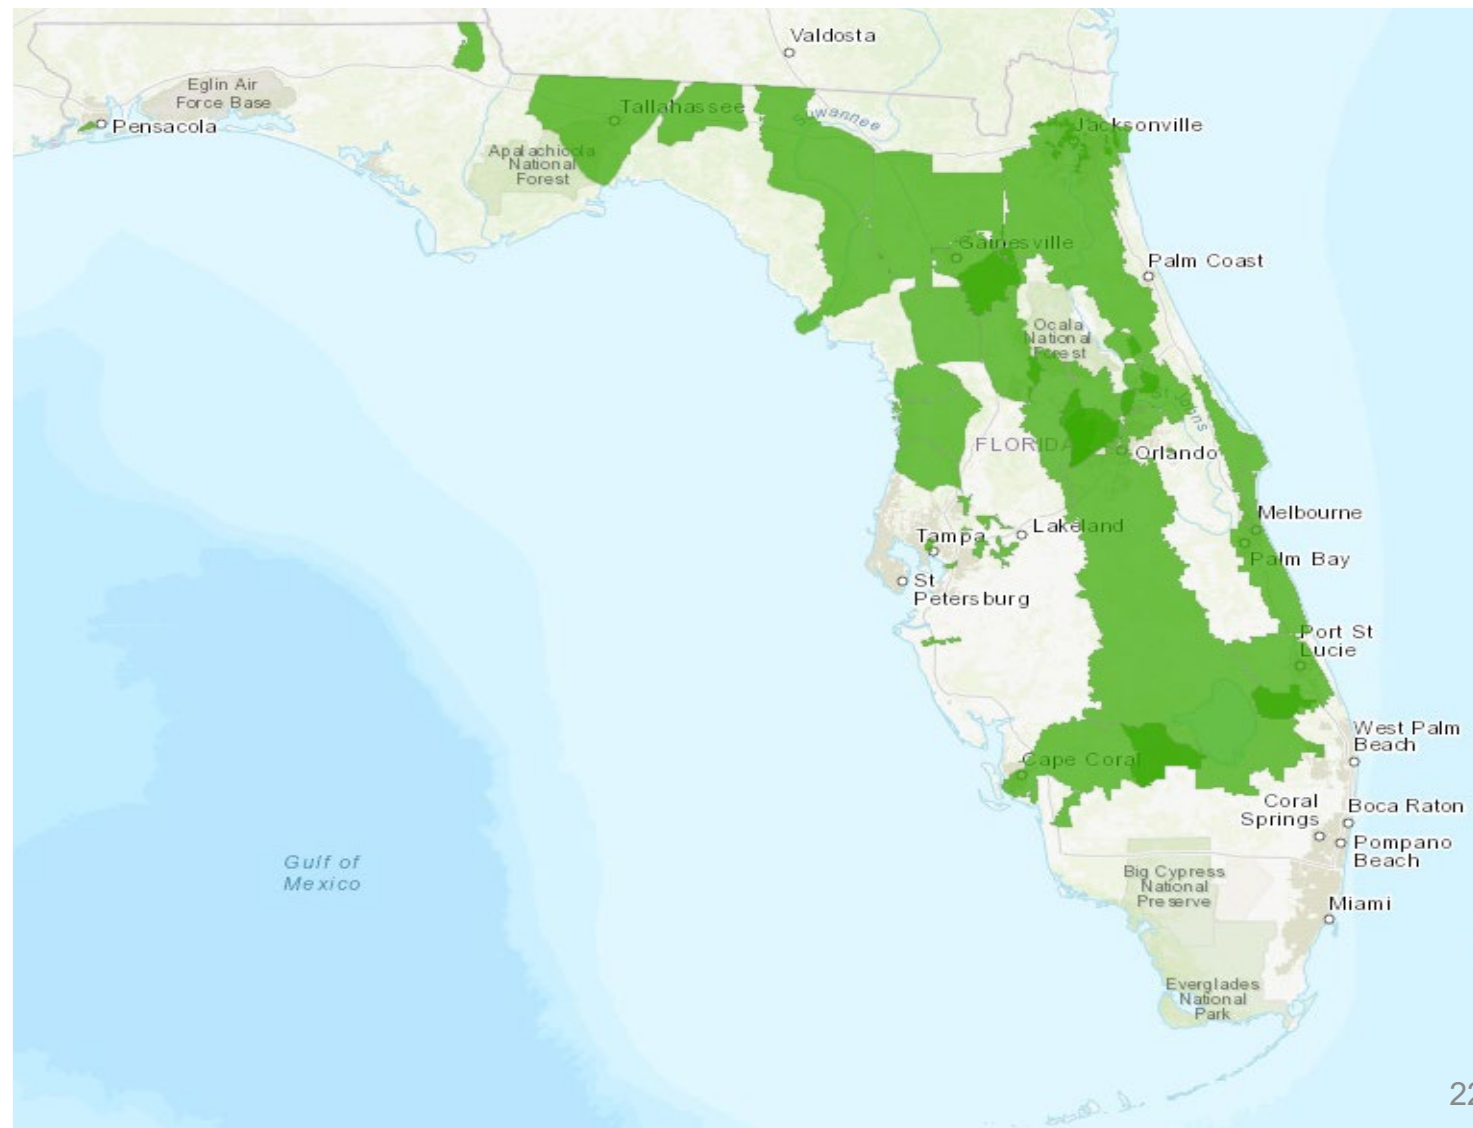 Valdosta
Eglin Air
Force Base
Pensacola
Tallahassee
Suwannee
Jacksonville
Apalachicola
National
Forest
Gainesville
Palm Coast
Ocala
National
Forest
St Johns
FLORIDA
Orlando
Melbourne
Lakeland
Tampa
Palm Bay
St
Petersburg
Port St
Lucie
West Palm
Beach
Cape Coral
Coral
Springs
Boca Raton
Pompano
Beach
Gulf of
Mexico
Big Cypress
National
Preserve
Miami
Everglades
National
Park
22